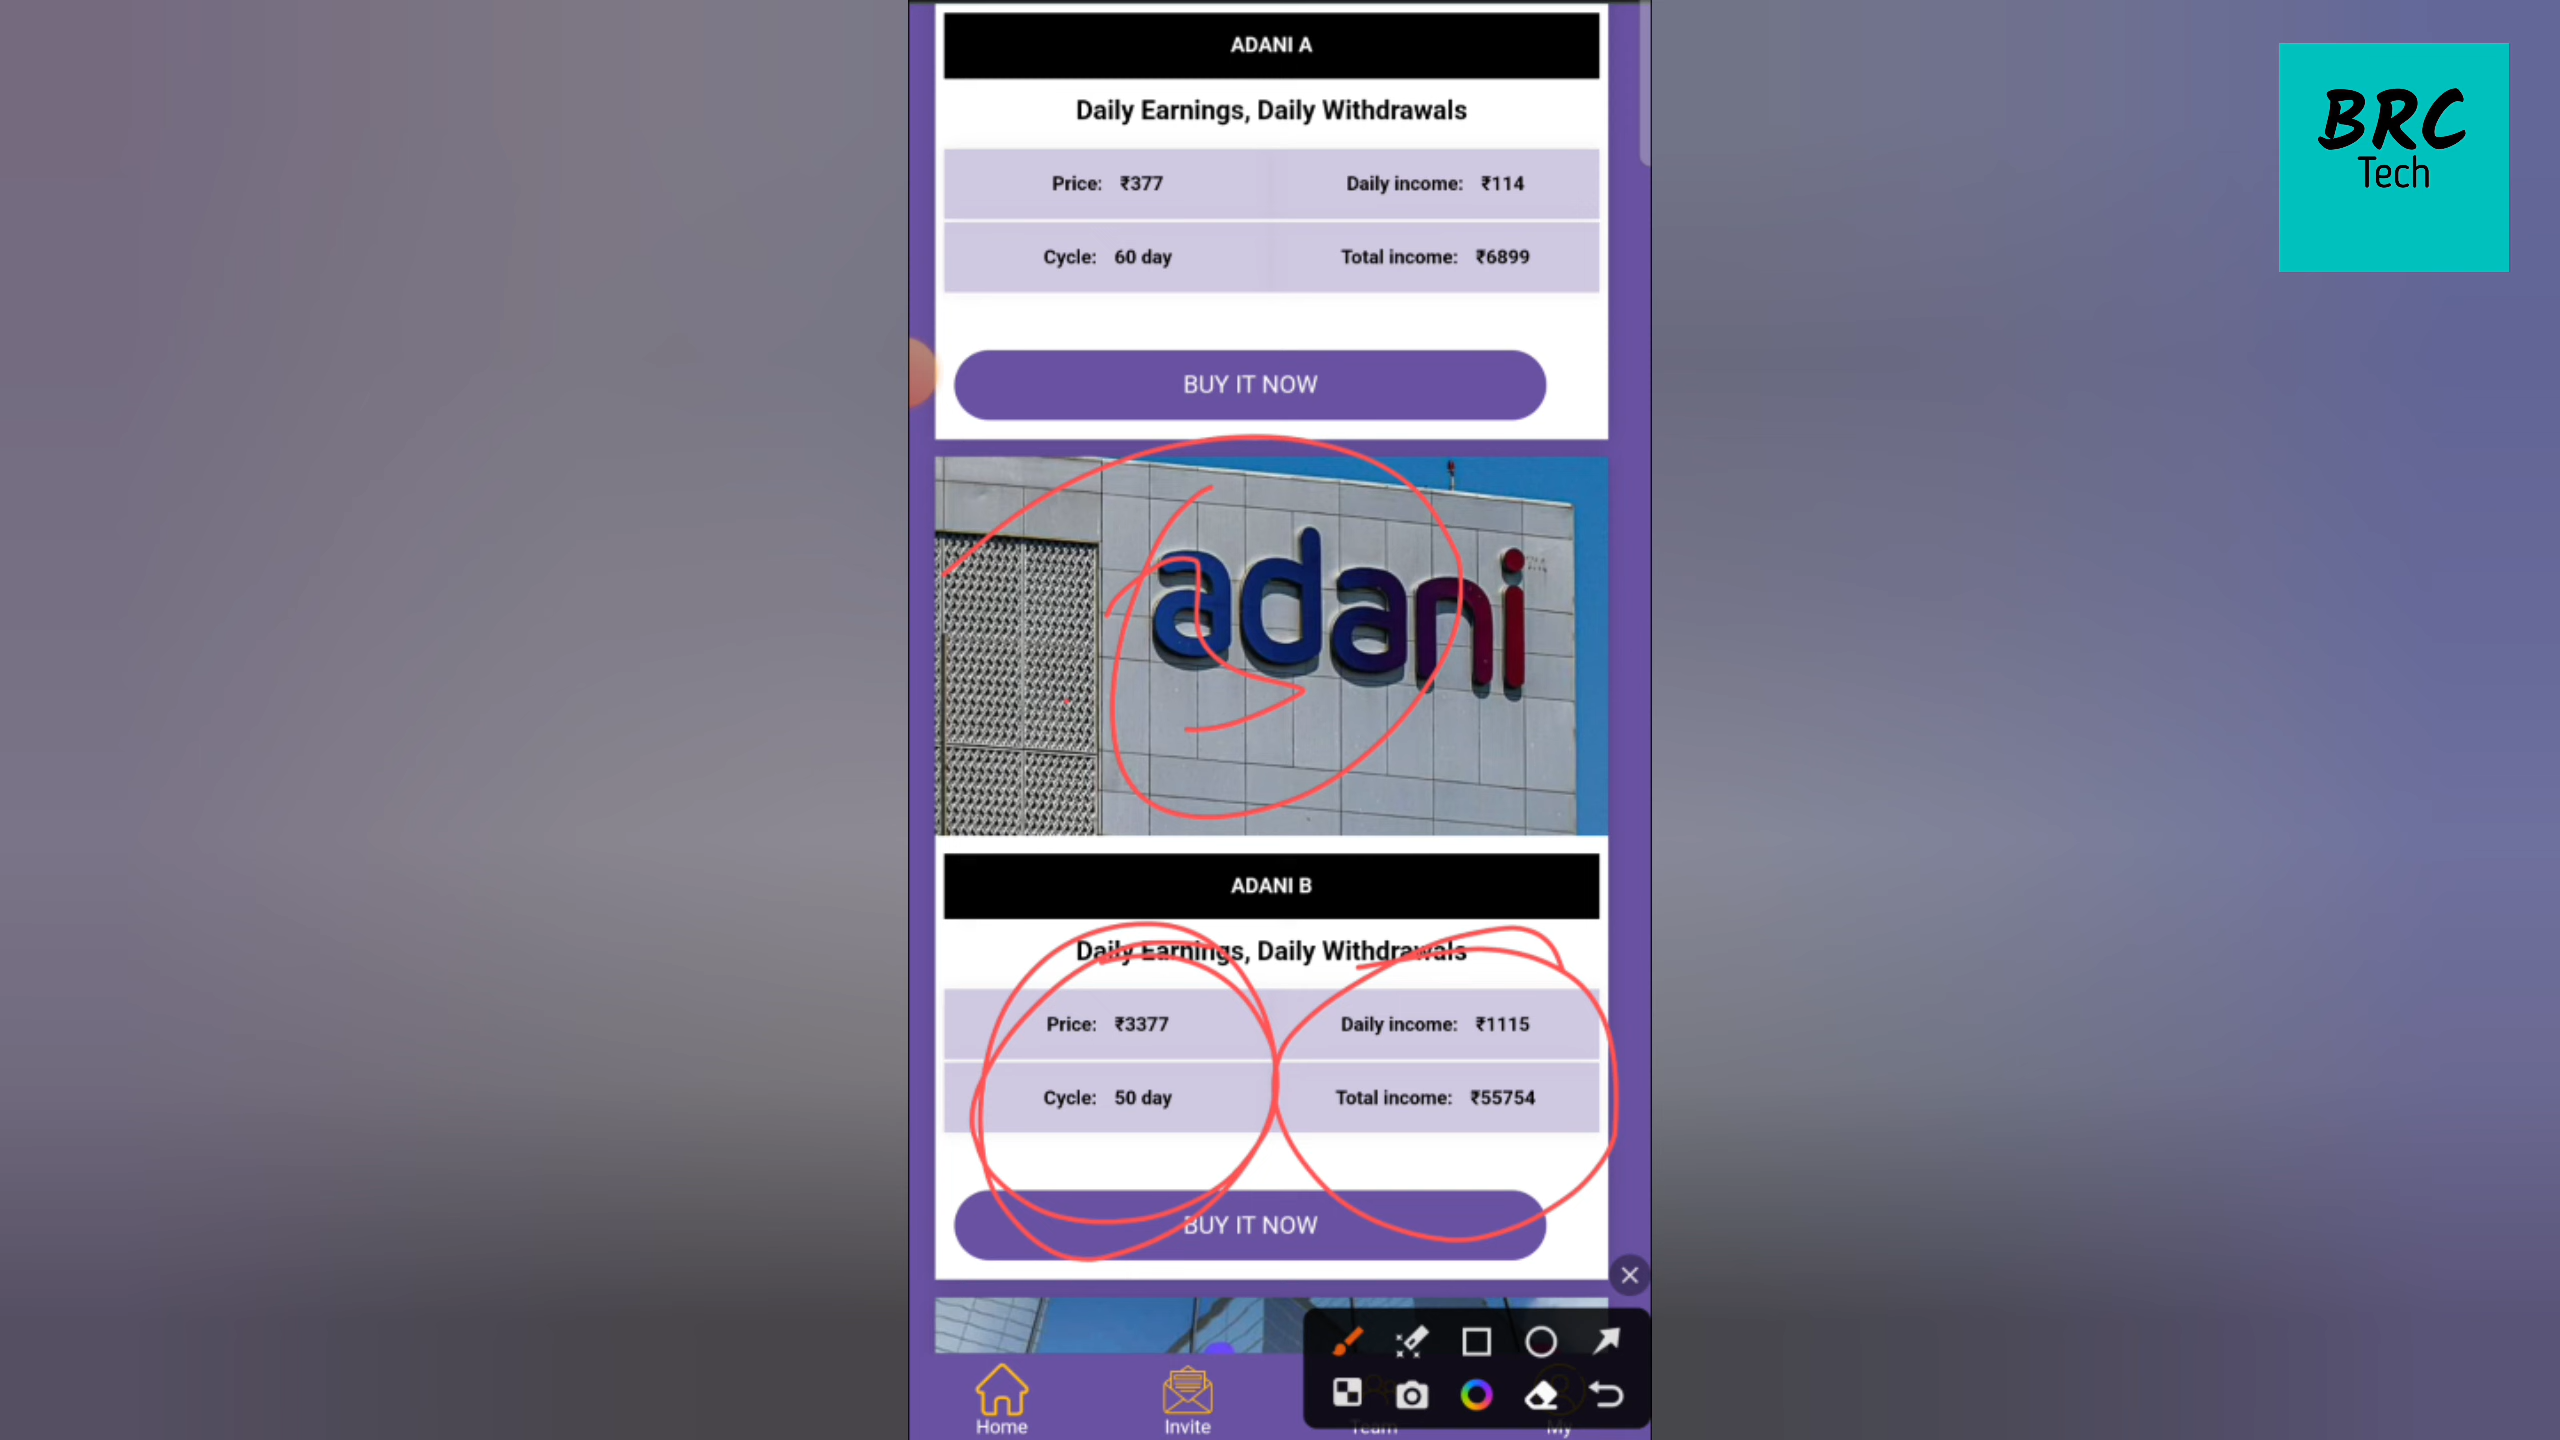 ADANI A
Daily Earnings, Daily Withdrawals
Price: ₹377 Daily income: ₹114
Cycle: 60 day Total income: ₹6899
BUY IT NOW
adani
ADANI B
Daily Earnings, Daily Withdrawals
Price: ₹3377 Daily income: ₹1115
Cycle: 50 day Total income: ₹55754
BUY IT NOW
Home Invite Team My
BRC
Tech